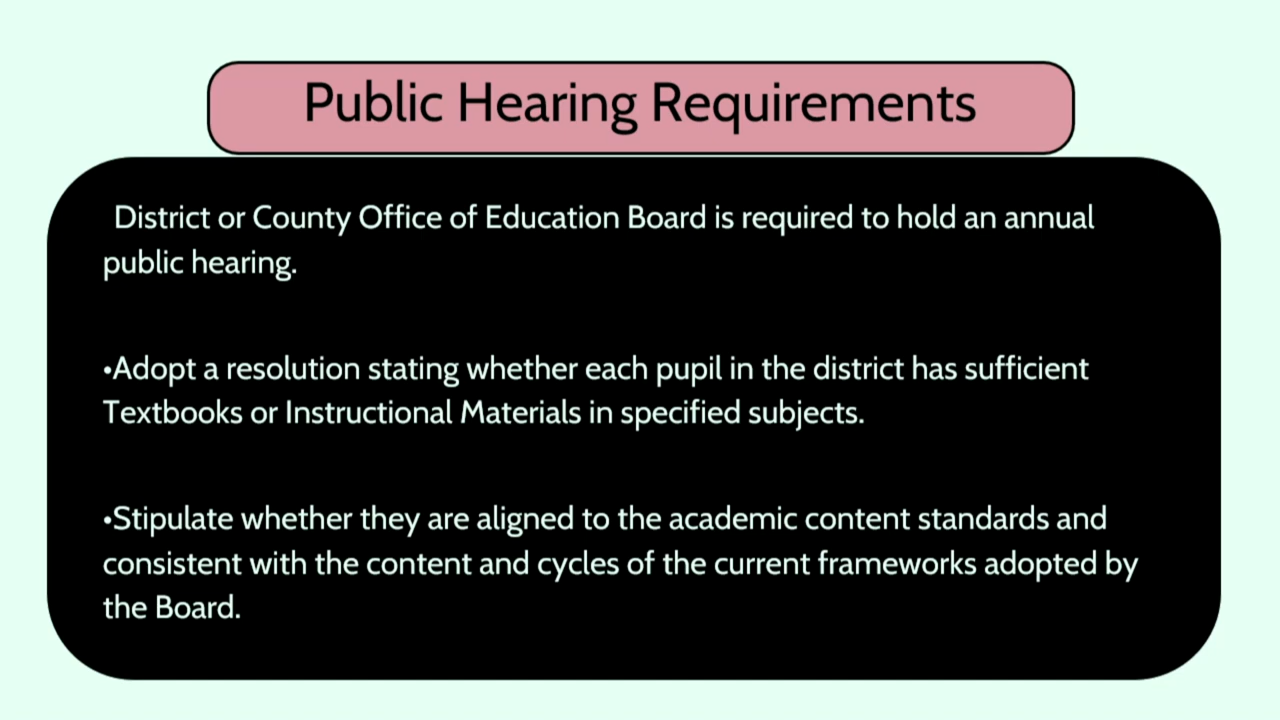 Public Hearing Requirements
District or County Office of Education Board is required to hold an annual
public hearing.
•Adopt a resolution stating whether each pupil in the district has sufficient
Textbooks or Instructional Materials in specified subjects.
•Stipulate whether they are aligned to the academic content standards and
consistent with the content and cycles of the current frameworks adopted by
the Board.